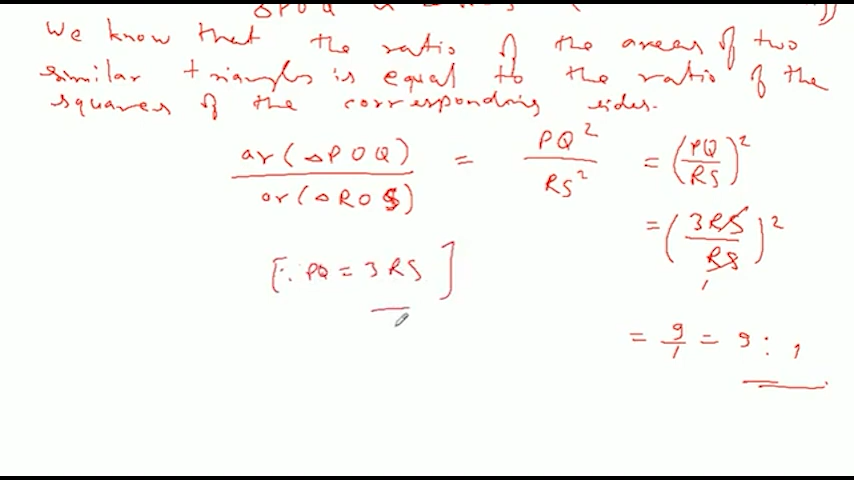 △POQ
We know that the ratio of the areas of two
similar triangles is equal to the ratio of the
squares of the corresponding sides.
ar(△POQ) / ar(△ROS) = PQ² / RS² = (PQ/RS)²
= (3RS/RS)²
1
[∵ PQ = 3RS]
= 9/1 = 9 : 1